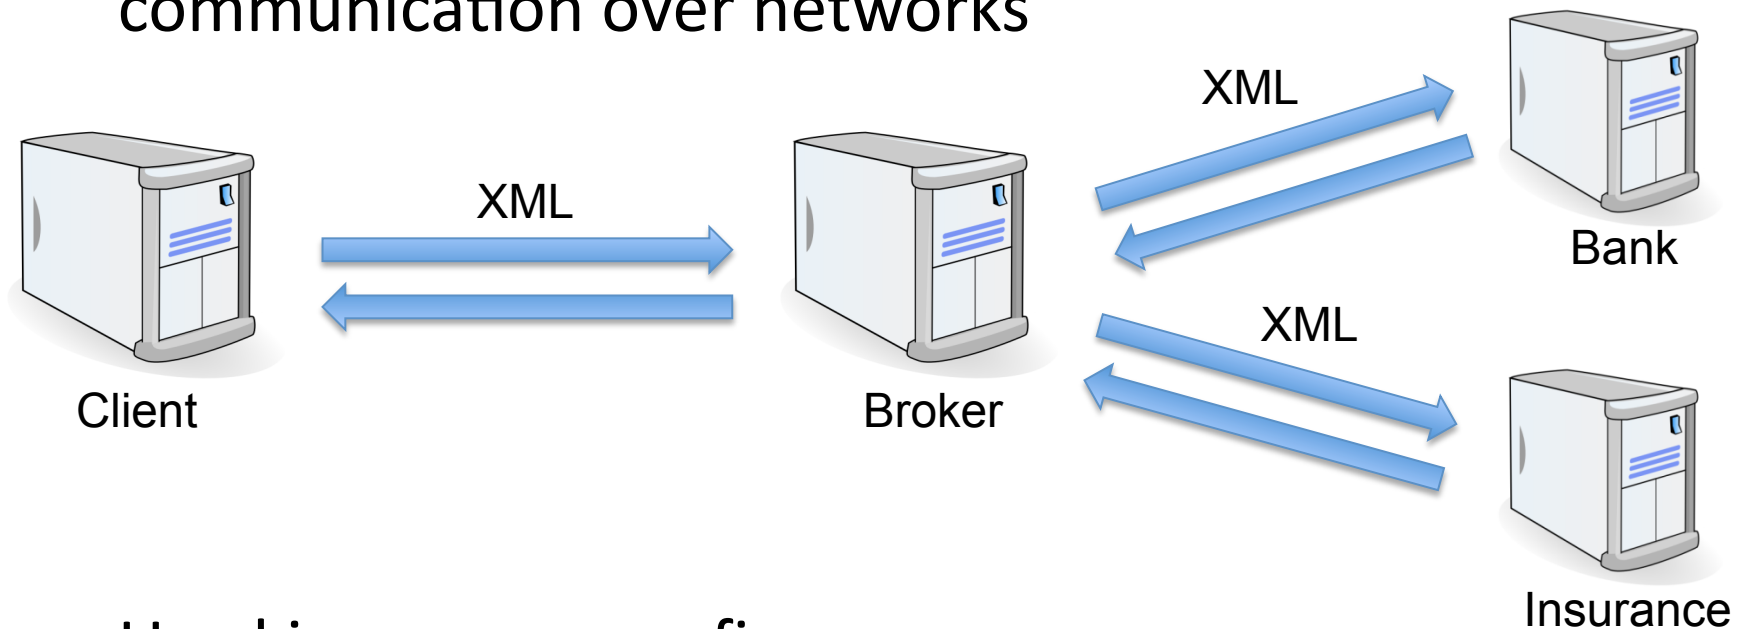 communication over networks
XML
XML
Bank
Client
Broker
XML
Insurance